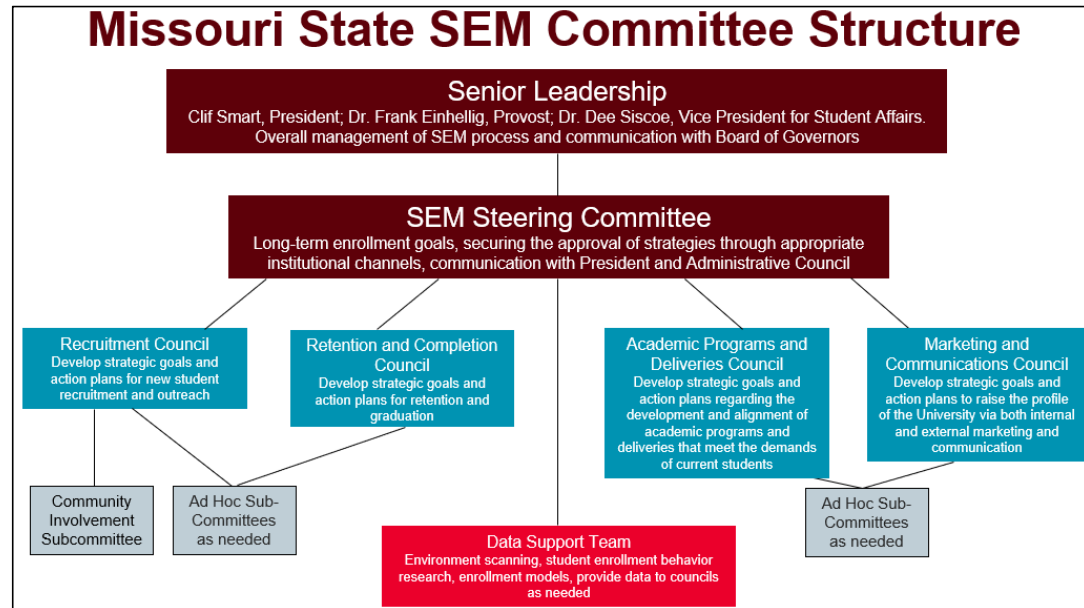 Missouri State SEM Committee Structure
Senior Leadership
Clif Smart, President; Dr. Frank Einhellig, Provost; Dr. Dee Siscoe, Vice President for Student Affairs.
Overall management of SEM process and communication with Board of Governors
SEM Steering Committee
Long-term enrollment goals, securing the approval of strategies through appropriate
institutional channels, communication with President and Administrative Council
Recruitment Council
Develop strategic goals and
action plans for new student
recruitment and outreach
Retention and Completion
Council
Develop strategic goals and
action plans for retention and
graduation
Academic Programs and
Deliveries Council
Develop strategic goals and
action plans regarding the
development and alignment of
academic programs and
deliveries that meet the demands
of current students
Marketing and
Communications Council
Develop strategic goals and
action plans to raise the profile
of the University via both internal
and external marketing and
communication
Community
Involvement
Subcommittee
Ad Hoc Sub-
Committees
as needed
Ad Hoc Sub-
Committees
as needed
Data Support Team
Environment scanning, student enrollment behavior
research, enrollment models, provide data to councils
as needed